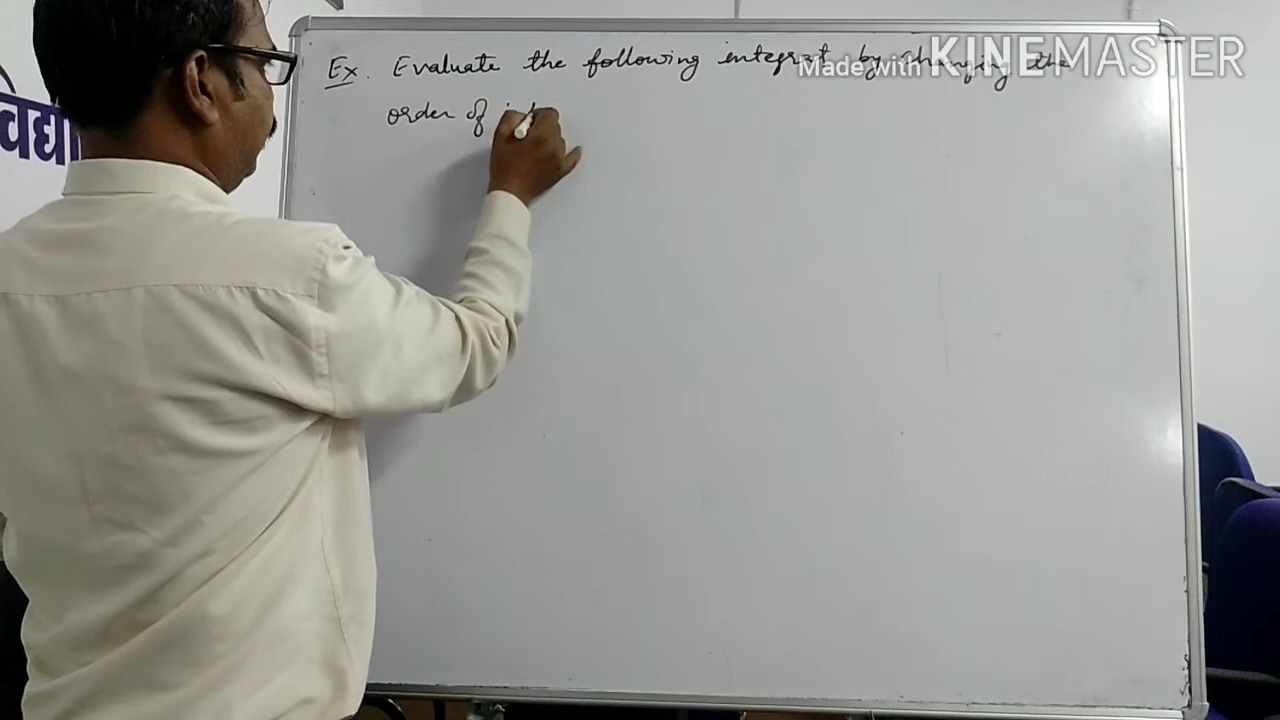 Ex. Evaluate the following integral by changing the
Made with KINEMASTER
order of